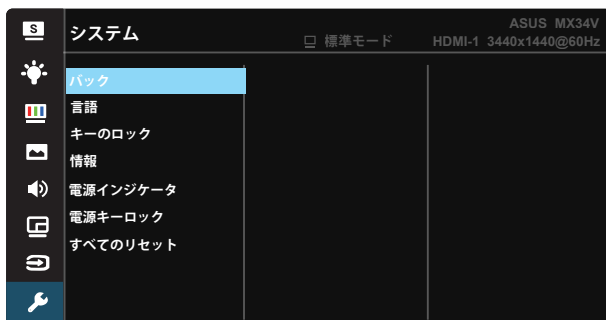 S
システム
標準モード
ASUS MX34V
HDMI-1 3440x1440@60Hz
バック
言語
キーのロック
情報
電源インジケータ
電源キーロック
すべてのリセット